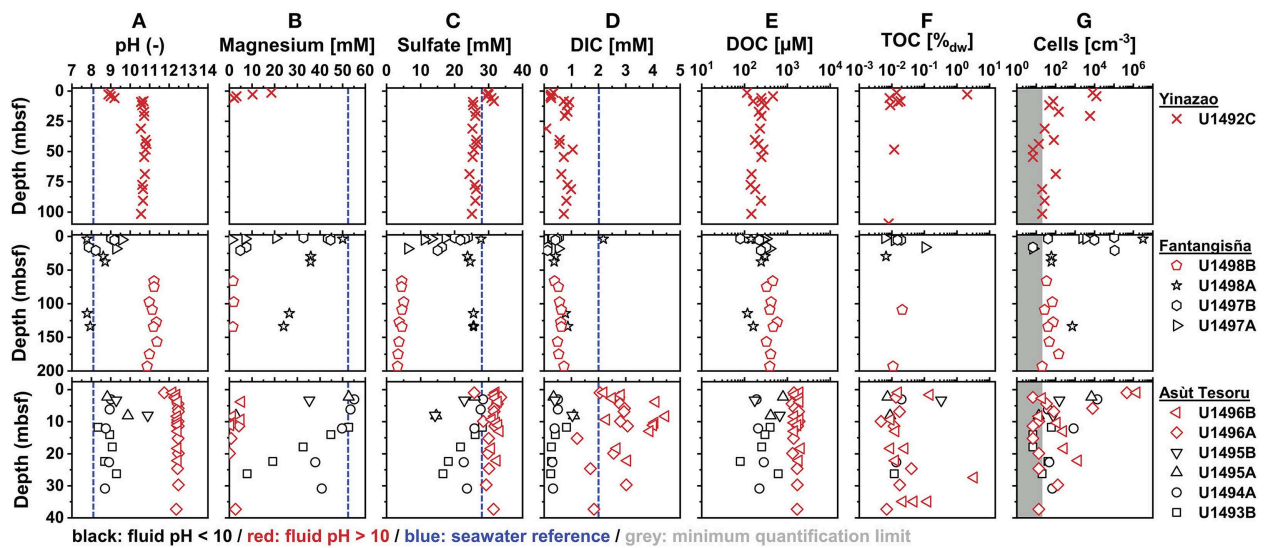 A B C D E F G
pH (-) Magnesium [mM] Sulfate [mM] DIC [mM] DOC [µM] TOC [%dw] Cells [cm-3]
7 8 9 10 11 12 13 14 0 10 20 30 40 50 60 0 10 20 30 40 0 1 2 3 4 5 10¹ 10² 10³ 10⁴ 10⁻³ 10⁻² 10⁻¹ 10⁰ 10¹ 10⁰ 10² 10⁴ 10⁶
Depth (mbsf)
0
25
50
75
100
Yinazao
U1492C
Depth (mbsf)
0
50
100
150
200
Fantangisña
U1498B
U1498A
U1497B
U1497A
Depth (mbsf)
0
10
20
30
40
Asùt Tesoru
U1496B
U1496A
U1495B
U1495A
U1494A
U1493B
black: fluid pH < 10 / red: fluid pH > 10 / blue: seawater reference / grey: minimum quantification limit